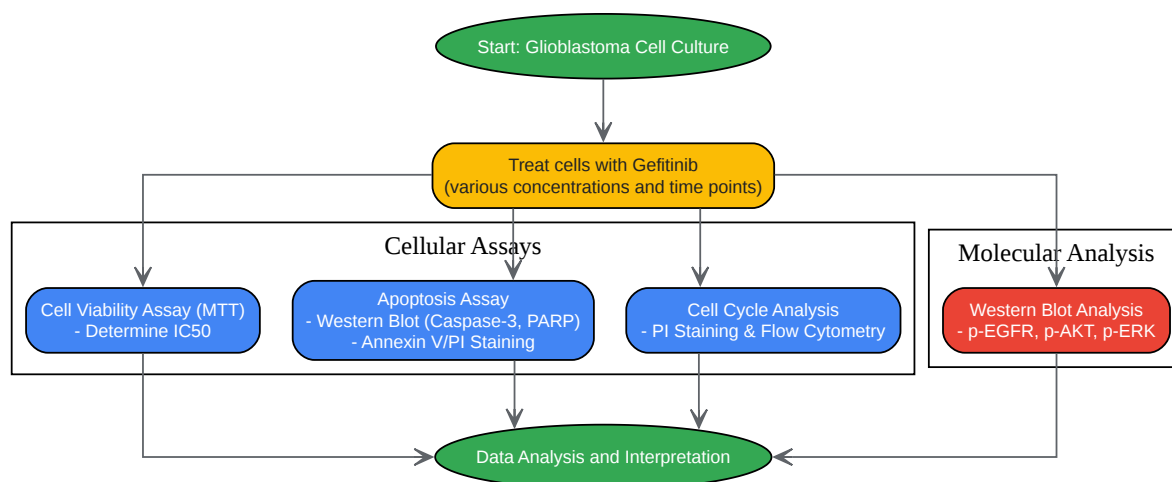 Start: Glioblastoma Cell Culture
Treat cells with Gefitinib
(various concentrations and time points)
Cellular Assays
Molecular Analysis
Cell Viability Assay (MTT)
- Determine IC50
Apoptosis Assay
- Western Blot (Caspase-3, PARP)
- Annexin V/PI Staining
Cell Cycle Analysis
- PI Staining & Flow Cytometry
Western Blot Analysis
- p-EGFR, p-AKT, p-ERK
Data Analysis and Interpretation